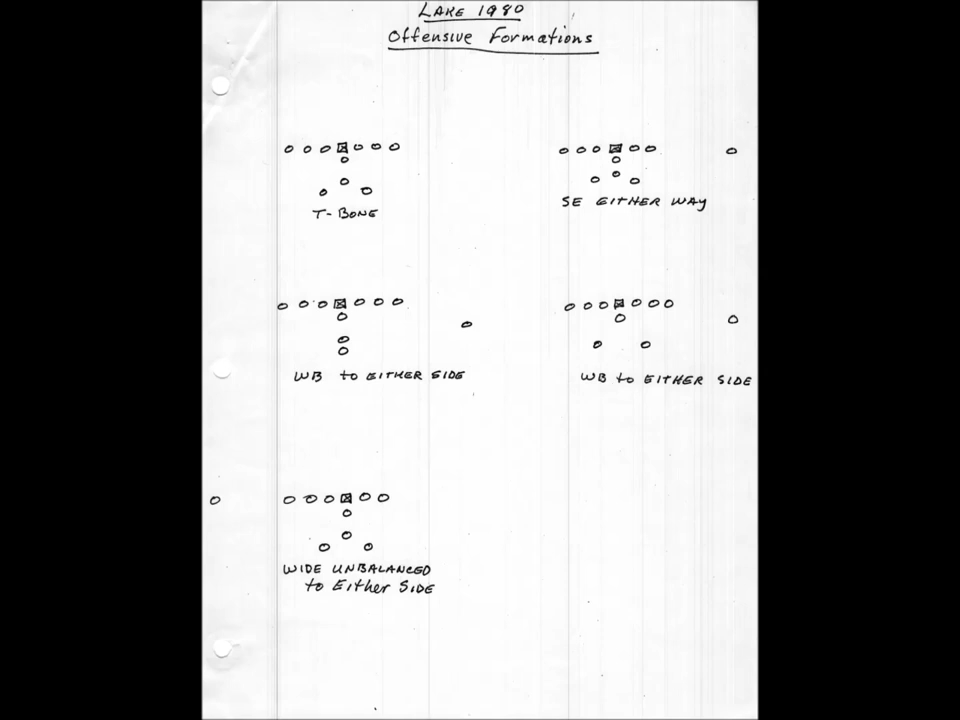 LAKE 1980
Offensive Formations
T-BONE
SE EITHER WAY
WB to EITHER SIDE
WB to EITHER SIDE
WIDE UNBALANCED
to Either SIDE